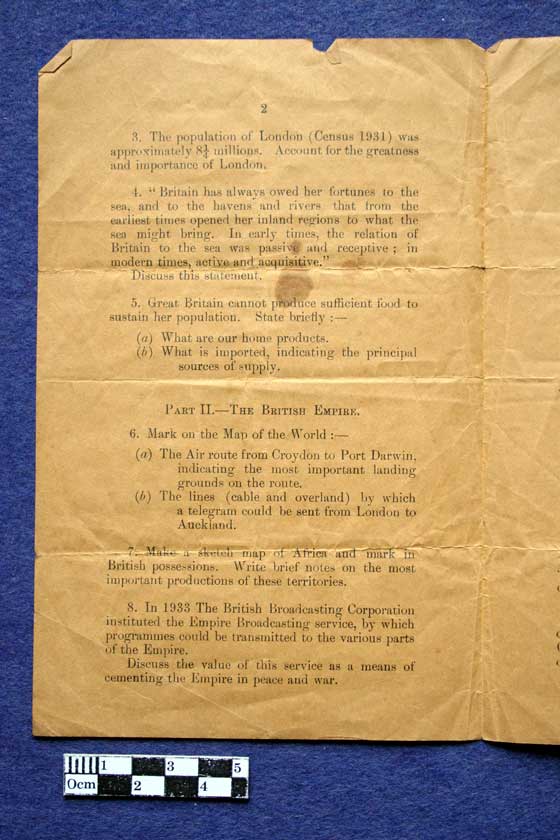 2
3. The population of London (Census 1931) was
approximately 8¼ millions. Account for the greatness
and importance of London.
4. "Britain has always owed her fortunes to the
sea, and to the havens and rivers that from the
earliest times opened her inland regions to what the
sea might bring. In early times, the relation of
Britain to the sea was passive and receptive ; in
modern times, active and acquisitive."
Discuss this statement.
5. Great Britain cannot produce sufficient food to
sustain her population. State briefly :—
(a) What are our home products.
(b) What is imported, indicating the principal
sources of supply.
PART II.—THE BRITISH EMPIRE.
6. Mark on the Map of the World :—
(a) The Air route from Croydon to Port Darwin,
indicating the most important landing
grounds on the route.
(b) The lines (cable and overland) by which
a telegram could be sent from London to
Auckland.
7. Make a sketch map of Africa and mark in
British possessions. Write brief notes on the most
important productions of these territories.
8. In 1933 The British Broadcasting Corporation
instituted the Empire Broadcasting service, by which
programmes could be transmitted to the various parts
of the Empire.
Discuss the value of this service as a means of
cementing the Empire in peace and war.
1 3 5
0cm 2 4